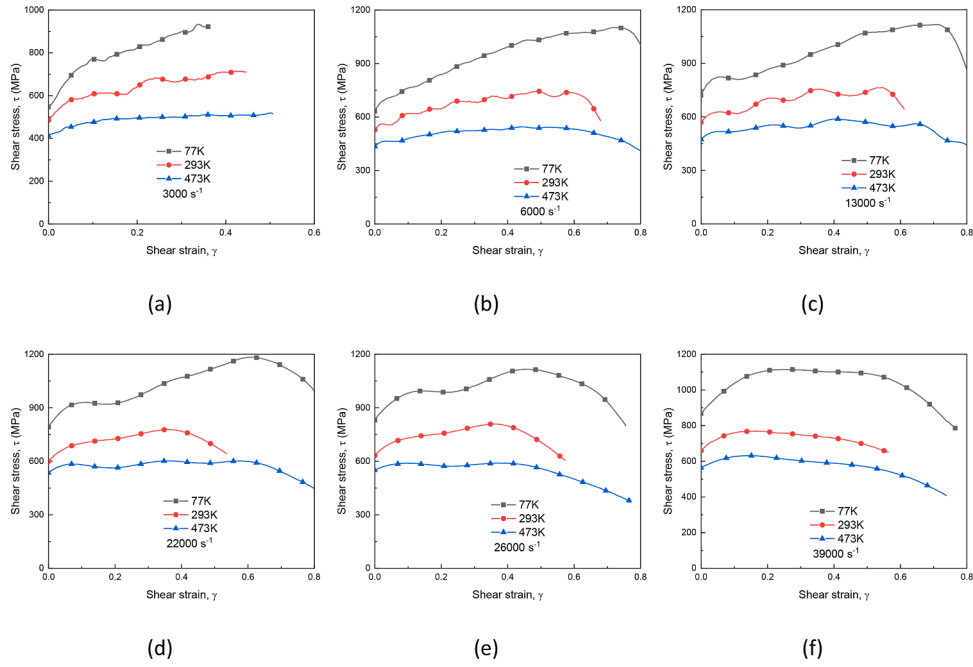 1000
800
600
400
200
0
0.0 0.2 0.4 0.6
Shear stress, τ (MPa)
Shear strain, γ
77K
293K
473K
3000 s⁻¹
(a)
1200
900
600
300
0
0.0 0.2 0.4 0.6 0.8
Shear stress, τ (MPa)
Shear strain, γ
77K
293K
473K
6000 s⁻¹
(b)
1200
900
600
300
0
0.0 0.2 0.4 0.6 0.8
Shear stress, τ (MPa)
Shear strain, γ
77K
293K
473K
13000 s⁻¹
(c)
1200
900
600
300
0
0.0 0.2 0.4 0.6 0.8
Shear stress, τ (MPa)
Shear strain, γ
77K
293K
473K
22000 s⁻¹
(d)
1200
900
600
300
0
0.0 0.2 0.4 0.6 0.8
Shear stress, τ (MPa)
Shear strain, γ
77K
293K
473K
26000 s⁻¹
(e)
1200
1000
800
600
400
200
0
0.0 0.2 0.4 0.6 0.8
Shear stress, τ (MPa)
Shear strain, γ
77K
293K
473K
39000 s⁻¹
(f)